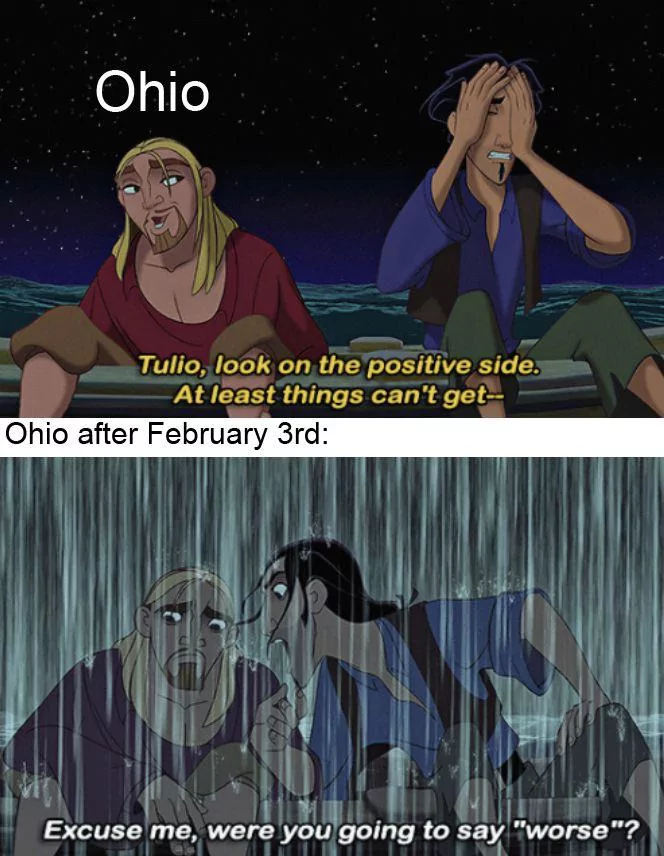 Ohio
Tulio, look on the positive side.
At least things can't get--
Ohio after February 3rd:
Excuse me, were you going to say "worse"?